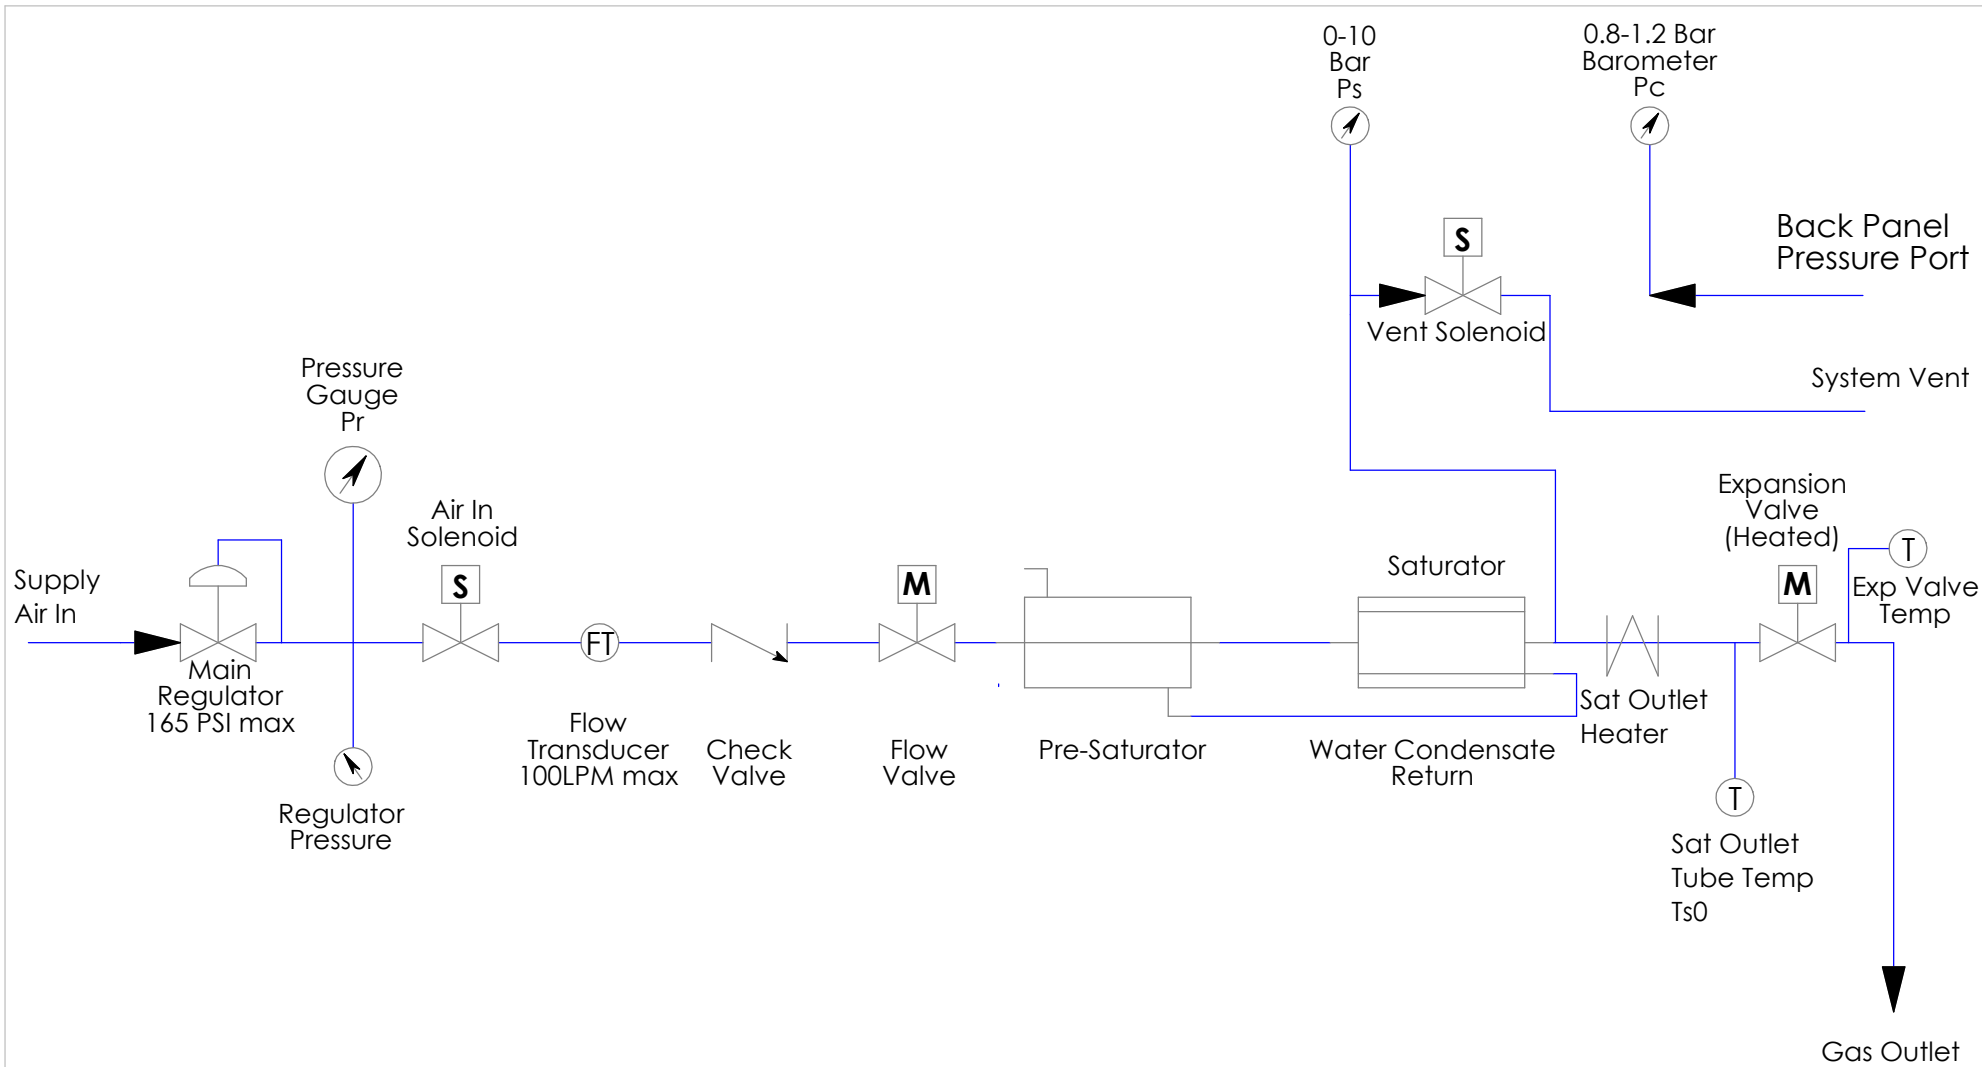 0-10
Bar
Ps
0.8-1.2 Bar
Barometer
Pc
Back Panel
Pressure Port
S
Vent Solenoid
System Vent
Pressure
Gauge
Pr
Air In
Solenoid
S
Supply
Air In
Main
Regulator
165 PSI max
Regulator
Pressure
FT
Flow
Transducer
100LPM max
Check
Valve
M
Flow
Valve
Pre-Saturator
Saturator
Water Condensate
Return
Sat Outlet
Heater
Expansion
Valve
(Heated)
M
T
Exp Valve
Temp
T
Sat Outlet
Tube Temp
Ts0
Gas Outlet